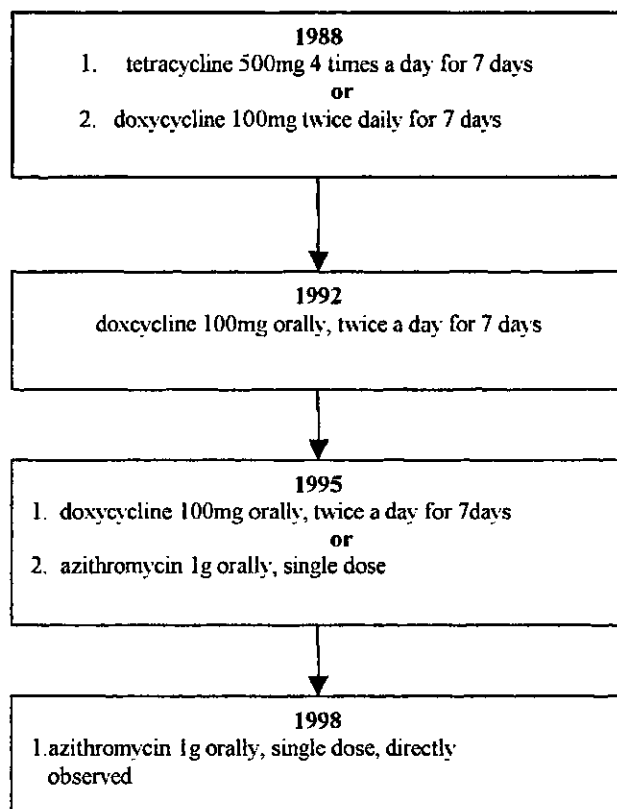 1988
1. tetracycline 500mg 4 times a day for 7 days
or
2. doxycycline 100mg twice daily for 7 days
1992
doxcycline 100mg orally, twice a day for 7 days
1995
1. doxycycline 100mg orally, twice a day for 7days
or
2. azithromycin 1g orally, single dose
1998
1.azithromycin 1g orally, single dose, directly
observed